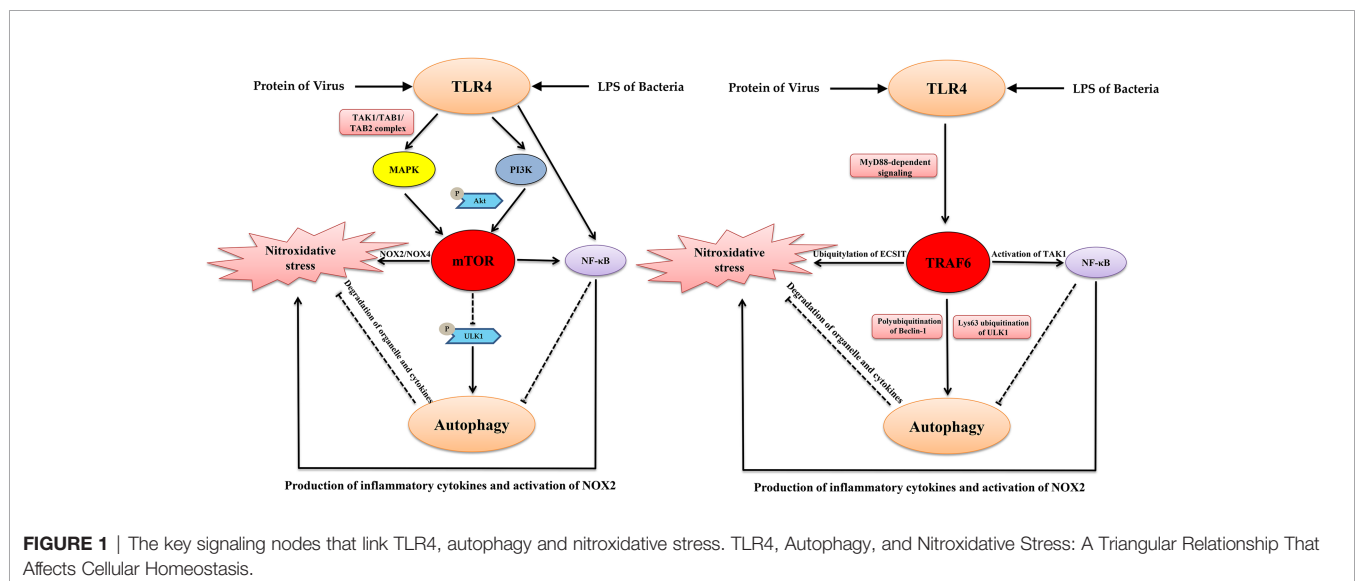 Protein of Virus
TLR4
LPS of Bacteria
TAK1/TAB1/
TAB2 complex
MAPK
PI3K
P
Akt
Nitroxidative
stress
NOX2/NOX4
mTOR
NF-κB
P
ULK1
Degradation of organelle and cytokines
Autophagy
Production of inflammatory cytokines and activation of NOX2
Protein of Virus
TLR4
LPS of Bacteria
MyD88-dependent
signaling
Nitroxidative
stress
Ubiquitylation of ECSIT
TRAF6
Activation of TAK1
NF-κB
Polyubiquitination
of Beclin-1
Lys63 ubiquitination
of ULK1
Degradation of organelle and cytokines
Autophagy
Production of inflammatory cytokines and activation of NOX2
FIGURE 1 | The key signaling nodes that link TLR4, autophagy and nitroxidative stress. TLR4, Autophagy, and Nitroxidative Stress: A Triangular Relationship That
Affects Cellular Homeostasis.